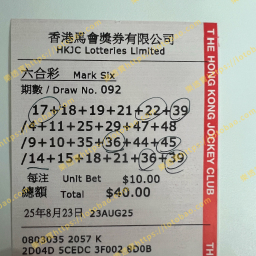 香港馬會獎券有限公司
HKJC Lotteries Limited
六合彩 Mark Six
期數 / Draw No. 092
17+18+19+21+22+39
/4+11+25+29+47+48
/9+10+35+36+44+45
/14+15+18+21+36+39
每注 Unit Bet $10.00
總額 Total $40.00
25年8月23日 23AUG25
0803035 2057 K
2D04D 5CEDC 3F002 6D0B
THE HONG KONG JOCKEY CLUB
THE